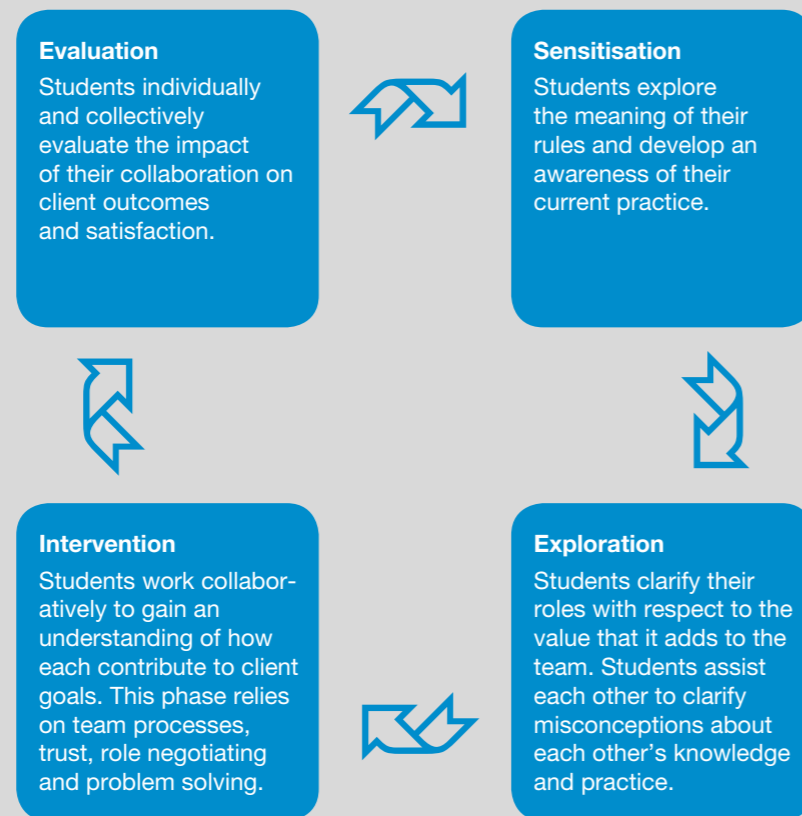 Evaluation
Students individually
and collectively
evaluate the impact
of their collaboration on
client outcomes
and satisfaction.
Sensitisation
Students explore
the meaning of their
rules and develop an
awareness of their
current practice.
Intervention
Students work collabor-
atively to gain an
understanding of how
each contribute to client
goals. This phase relies
on team processes,
trust, role negotiating
and problem solving.
Exploration
Students clarify their
roles with respect to the
value that it adds to the
team. Students assist
each other to clarify
misconceptions about
each other’s knowledge
and practice.